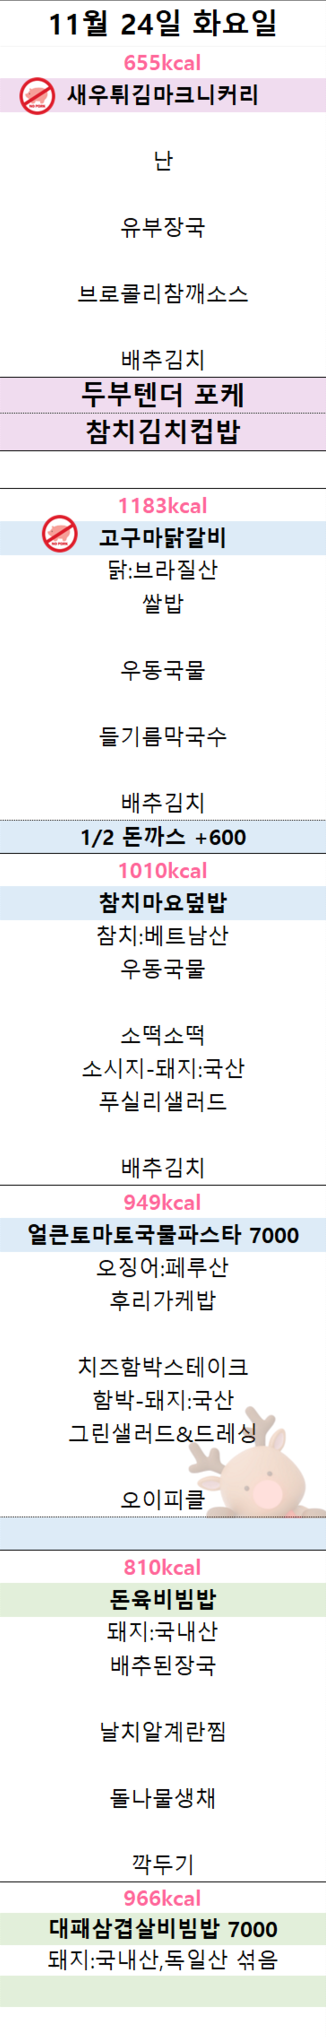 11월 24일 화요일
655kcal
새우튀김마크니커리
난
유부장국
브로콜리참깨소스
배추김치
두부텐더 포케
참치김치컵밥
1183kcal
고구마닭갈비
닭:브라질산
쌀밥
우동국물
들기름막국수
배추김치
1/2 돈까스 +600
1010kcal
참치마요덮밥
참치:베트남산
우동국물
소떡소떡
소시지-돼지:국산
푸실리샐러드
배추김치
949kcal
얼큰토마토국물파스타 7000
오징어:페루산
후리가케밥
치즈함박스테이크
함박-돼지:국산
그린샐러드&드레싱
오이피클
810kcal
돈육비빔밥
돼지:국내산
배추된장국
날치알계란찜
돌나물생채
깍두기
966kcal
대패삼겹살비빔밥 7000
돼지:국내산,독일산 섞음